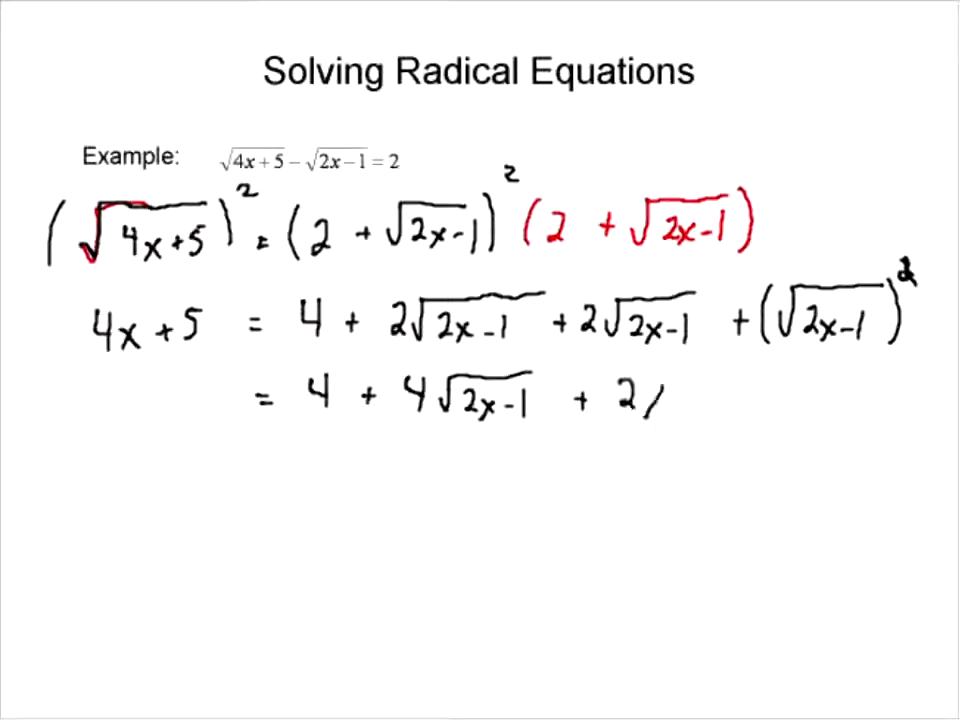 Solving Radical Equations
Example: √(4x + 5) − √(2x − 1) = 2
(√(4x+5))² = (2 + √(2x-1))² (2 + √(2x-1))
4x + 5 = 4 + 2√(2x-1) + 2√(2x-1) + (√(2x-1))²
= 4 + 4√(2x-1) + 2